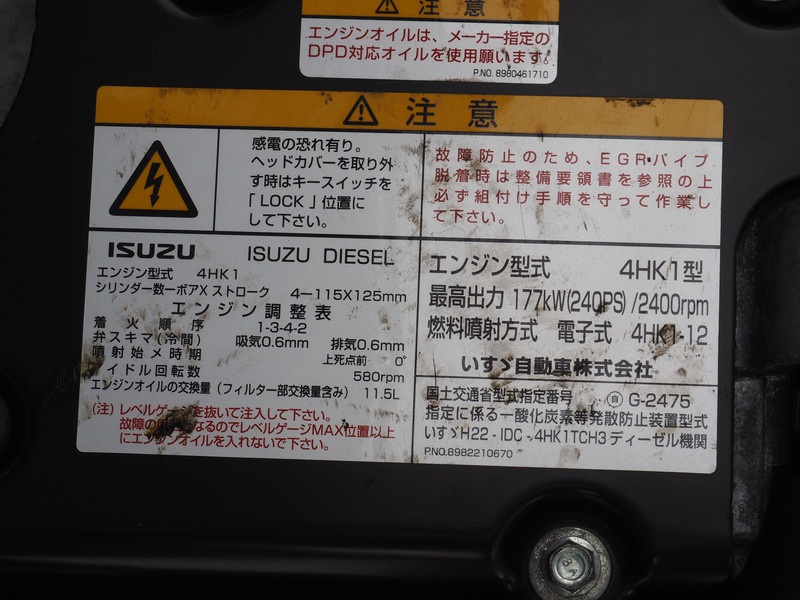 注意
エンジンオイルは、メーカー指定の
DPD対応オイルを使用願います。
P.NO. 8980461710
注意
感電の恐れ有り。
ヘッドカバーを取り外
す時はキースイッチを
「LOCK」位置に
して下さい。
故障防止のため、EGRパイプ
脱着時は整備要領書を参照の上
必ず組付け手順を守って作業し
て下さい。
ISUZU ISUZU DIESEL
エンジン型式 4HK1
シリンダー数ーボアXストローク 4ー115X125mm
エンジン調整表
着火順序 1-3-4-2
弁スキマ(冷間) 吸気0.6mm 排気0.6mm
噴射始メ時期 上死点前 0°
アイドル回転数 580rpm
エンジンオイルの交換量(フィルター部交換量含み) 11.5L
(注)レベルゲージを抜いて注入して下さい。
故障の なるのでレベルゲージMAX位置以上
にエンジンオイルを入れないで下さい。
エンジン型式 4HK1型
最高出力 177kW(240PS)/2400rpm
燃料噴射方式 電子式 4HK1-12
いすゞ自動車株式会社
国土交通省型式指定番号 自 G-2475
指定に係る一酸化炭素等発散防止装置型式
いすゞH22-IDC-4HK1TCH3ディーゼル機関
P.NO.8982210670